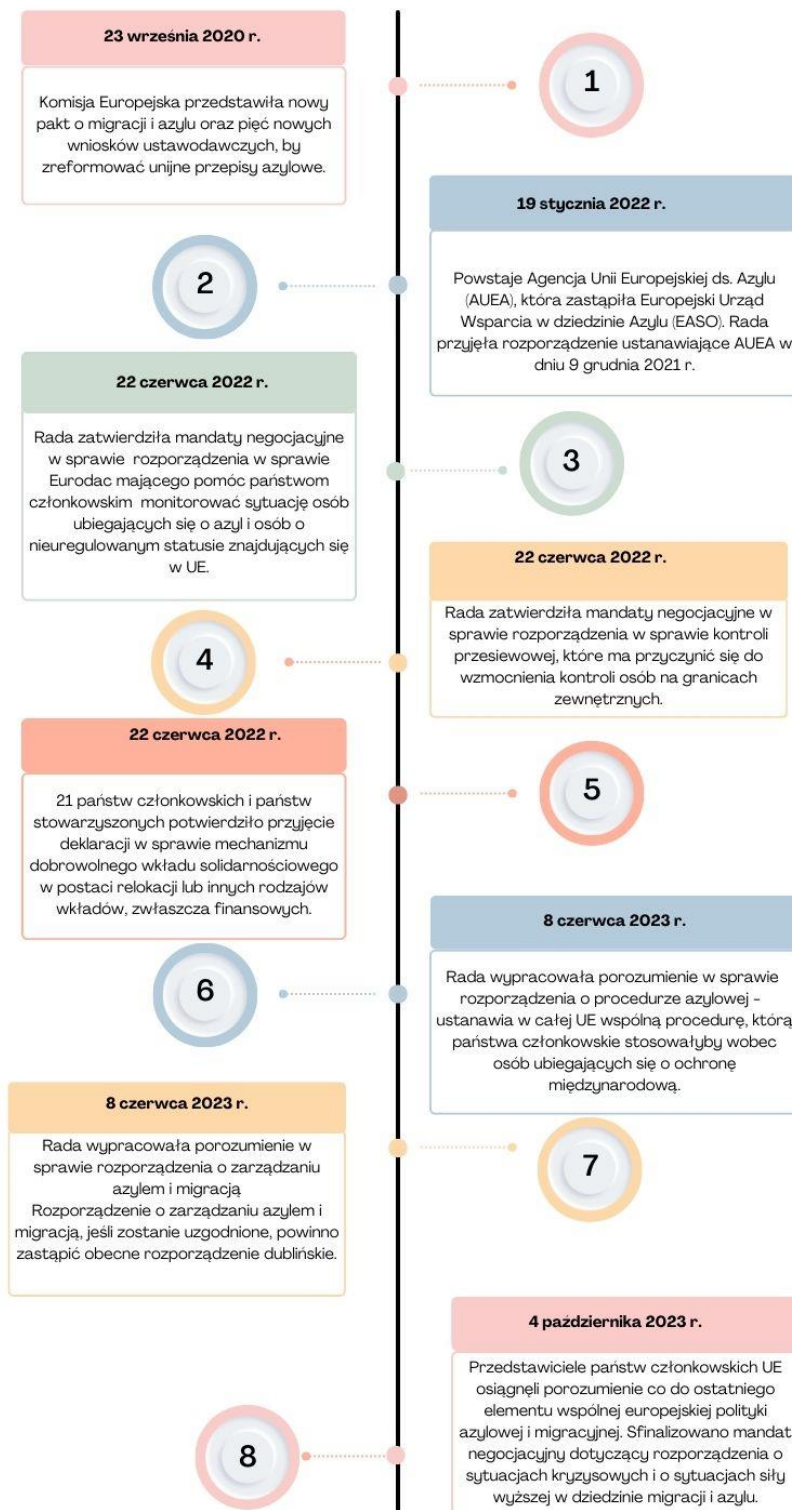 23 września 2020 r.
Komisja Europejska przedstawiła nowy
pakt o migracji i azylu oraz pięć nowych
wniosków ustawodawczych, by
zreformować unijne przepisy azylowe.
1
19 stycznia 2022 r.
Powstaje Agencja Unii Europejskiej ds. Azylu
(AUEA), która zastąpiła Europejski Urząd
Wsparcia w dziedzinie Azylu (EASO). Rada
przyjęła rozporządzenie ustanawiające AUEA w
dniu 9 grudnia 2021 r.
2
22 czerwca 2022 r.
Rada zatwierdziła mandaty negocjacyjne
w sprawie rozporządzenia w sprawie
Eurodac mającego pomóc państwom
członkowskim monitorować sytuację osób
ubiegających się o azyl i osób o
nieuregulowanym statusie znajdujących się
w UE.
3
22 czerwca 2022 r.
Rada zatwierdziła mandaty negocjacyjne w
sprawie rozporządzenia w sprawie kontroli
przesiewowej, które ma przyczynić się do
wzmocnienia kontroli osób na granicach
zewnętrznych.
4
22 czerwca 2022 r.
21 państw członkowskich i państw
stowarzyszonych potwierdziło przyjęcie
deklaracji w sprawie mechanizmu
dobrowolnego wkładu solidarnościowego
w postaci relokacji lub innych rodzajów
wkładów, zwłaszcza finansowych.
5
8 czerwca 2023 r.
Rada wypracowała porozumienie w sprawie
rozporządzenia o procedurze azylowej -
ustanawia w całej UE wspólną procedurę, którą
państwa członkowskie stosowałyby wobec
osób ubiegających się o ochronę
międzynarodową.
6
8 czerwca 2023 r.
Rada wypracowała porozumienie w
sprawie rozporządzenia o zarządzaniu
azylem i migracją
Rozporządzenie o zarządzaniu azylem i
migracją, jeśli zostanie uzgodnione, powinno
zastąpić obecne rozporządzenie dublińskie.
7
4 października 2023 r.
Przedstawiciele państw członkowskich UE
osiągnęli porozumienie co do ostatniego
elementu wspólnej europejskiej polityki
azylowej i migracyjnej. Sfinalizowano mandat
negocjacyjny dotyczący rozporządzenia o
sytuacjach kryzysowych i o sytuacjach siły
wyższej w dziedzinie migracji i azylu.
8